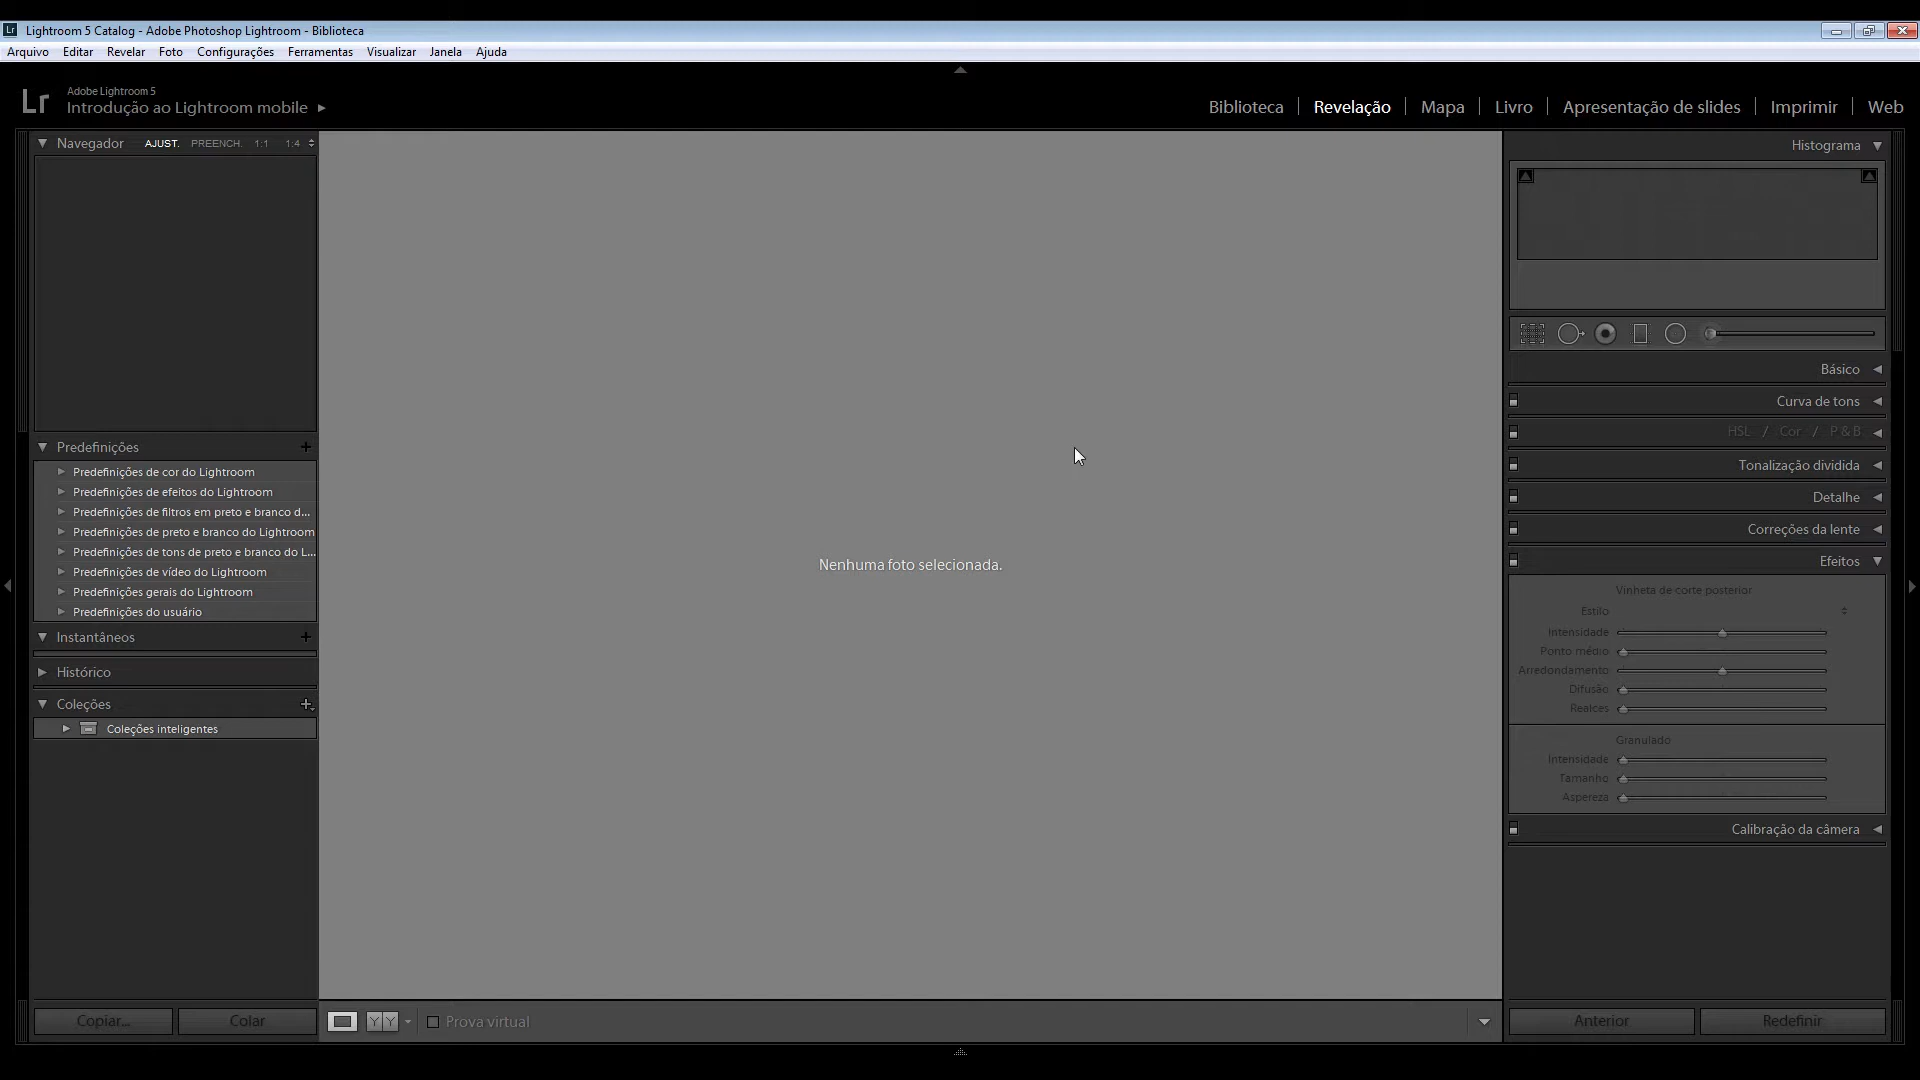 Lightroom 5 Catalog - Adobe Photoshop Lightroom - Biblioteca
Arquivo Editar Revelar Foto Configurações Ferramentas Visualizar Janela Ajuda
Lr
Adobe Lightroom 5
Introdução ao Lightroom mobile
Biblioteca | Revelação | Mapa | Livro | Apresentação de slides | Imprimir | Web
Navegador AJUST. PREENCH. 1:1 1:4
Predefinições
Predefinições de cor do Lightroom
Predefinições de efeitos do Lightroom
Predefinições de filtros em preto e branco d...
Predefinições de preto e branco do Lightroom
Predefinições de tons de preto e branco do L...
Predefinições de vídeo do Lightroom
Predefinições gerais do Lightroom
Predefinições do usuário
Instantâneos
Histórico
Coleções
Coleções inteligentes
Copiar... Colar
Nenhuma foto selecionada.
YY Prova virtual
Histograma
Básico
Curva de tons
HSL / Cor / P & B
Tonalização dividida
Detalhe
Correções da lente
Efeitos
Vinheta de corte posterior
Estilo
Intensidade
Ponto médio
Arredondamento
Difusão
Realces
Granulado
Intensidade
Tamanho
Aspereza
Calibração da câmera
Anterior Redefinir